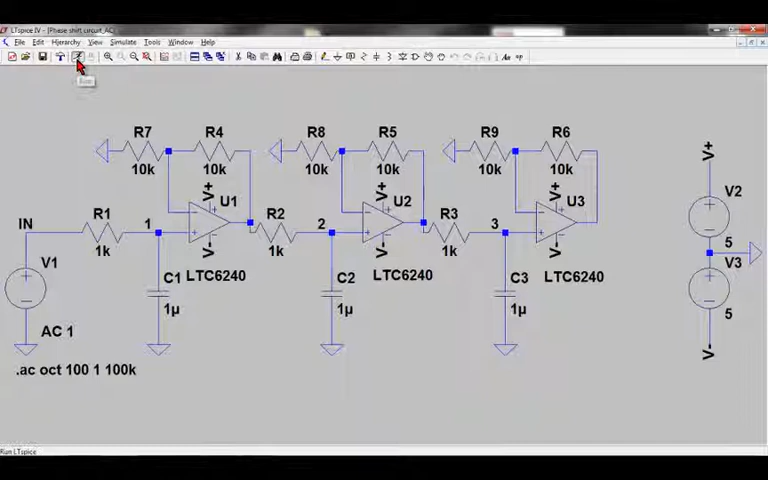 LTspice IV - [Phase shift circuit_AC]
File Edit Hierarchy View Simulate Tools Window Help
Run
R7 R4 R8 R5 R9 R6
10k 10k 10k 10k 10k 10k
V+ V+ V+ V+
U1 U2 U3 V2
IN R1 1 R2 2 R3 3
5
1k V- 1k V- 1k V-
V1 C1 LTC6240 C2 LTC6240 C3 LTC6240 V3
1µ 1µ 1µ 5
AC 1
V-
.ac oct 100 1 100k
Run LTspice